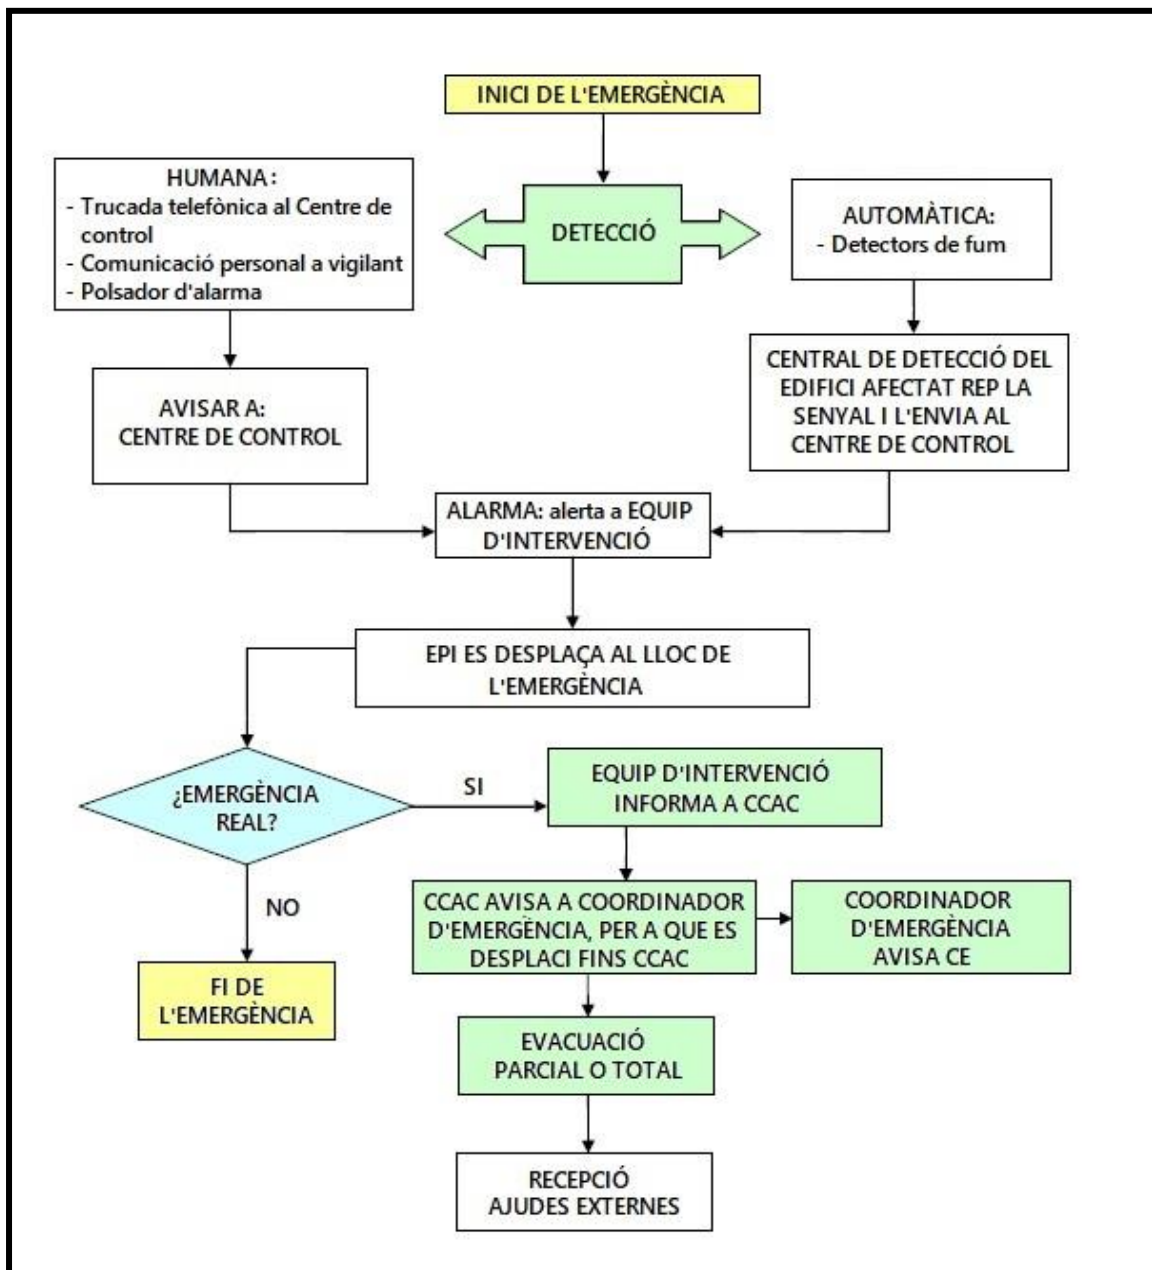 INICI DE L'EMERGÈNCIA
HUMANA:
- Trucada telefònica al Centre de
control
- Comunicació personal a vigilant
- Polsador d'alarma
DETECCIÓ
AUTOMÀTICA:
- Detectors de fum
AVISAR A:
CENTRE DE CONTROL
CENTRAL DE DETECCIÓ DEL
EDIFICI AFECTAT REP LA
SENYAL I L'ENVIA AL
CENTRE DE CONTROL
ALARMA: alerta a EQUIP
D'INTERVENCIÓ
EPI ES DESPLAÇA AL LLOC DE
L'EMERGÈNCIA
¿EMERGÈNCIA
REAL?
SI
EQUIP D'INTERVENCIÓ
INFORMA A CCAC
NO
CCAC AVISA A COORDINADOR
D'EMERGÈNCIA, PER A QUE ES
DESPLACI FINS CCAC
COORDINADOR
D'EMERGÈNCIA
AVISA CE
FI DE
L'EMERGÈNCIA
EVACUACIÓ
PARCIAL O TOTAL
RECEPCIÓ
AJUDES EXTERNES